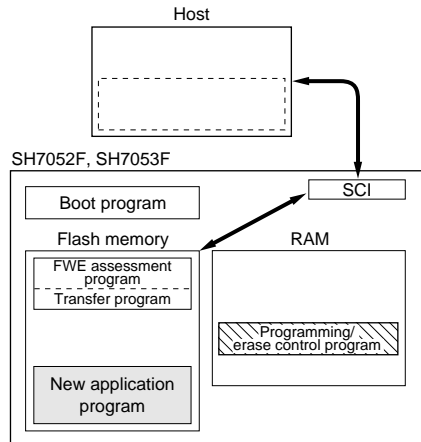 Host
SH7052F, SH7053F
SCI
Boot program
Flash memory
RAM
FWE assessment
program
Transfer program
Programming/
erase control program
New application
program